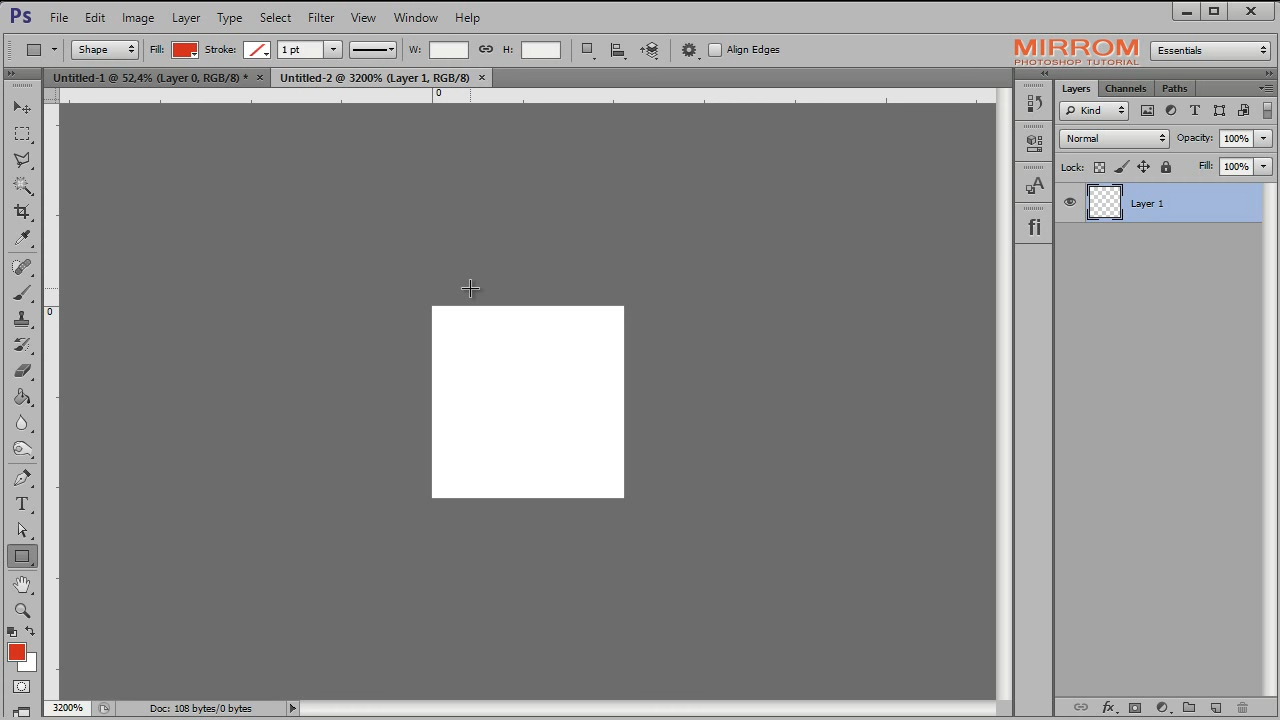 Ps File Edit Image Layer Type Select Filter View Window Help
Shape Fill: Stroke: 1 pt W: H: Align Edges
MIRROM
PHOTOSHOP TUTORIAL
Essentials
Untitled-1 @ 52,4% (Layer 0, RGB/8) * × Untitled-2 @ 3200% (Layer 1, RGB/8) ×
0
0
Layers Channels Paths
Kind
Normal Opacity: 100%
Lock: Fill: 100%
Layer 1
fi
T
3200% Doc: 108 bytes/0 bytes
fx